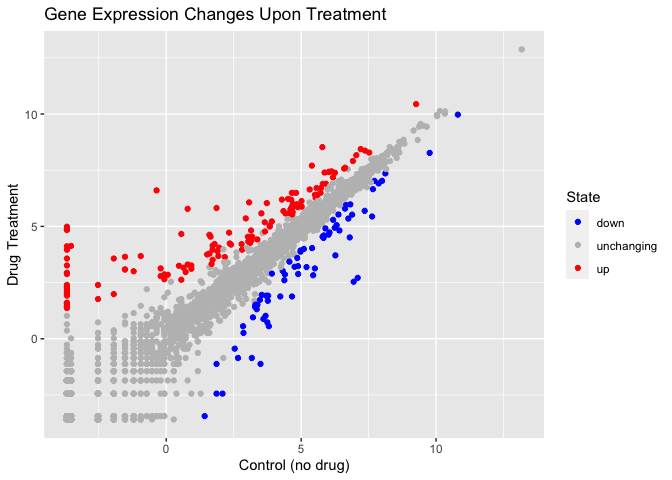 Gene Expression Changes Upon Treatment
10
5
0
Drug Treatment
0 5 10
Control (no drug)
State
down
unchanging
up